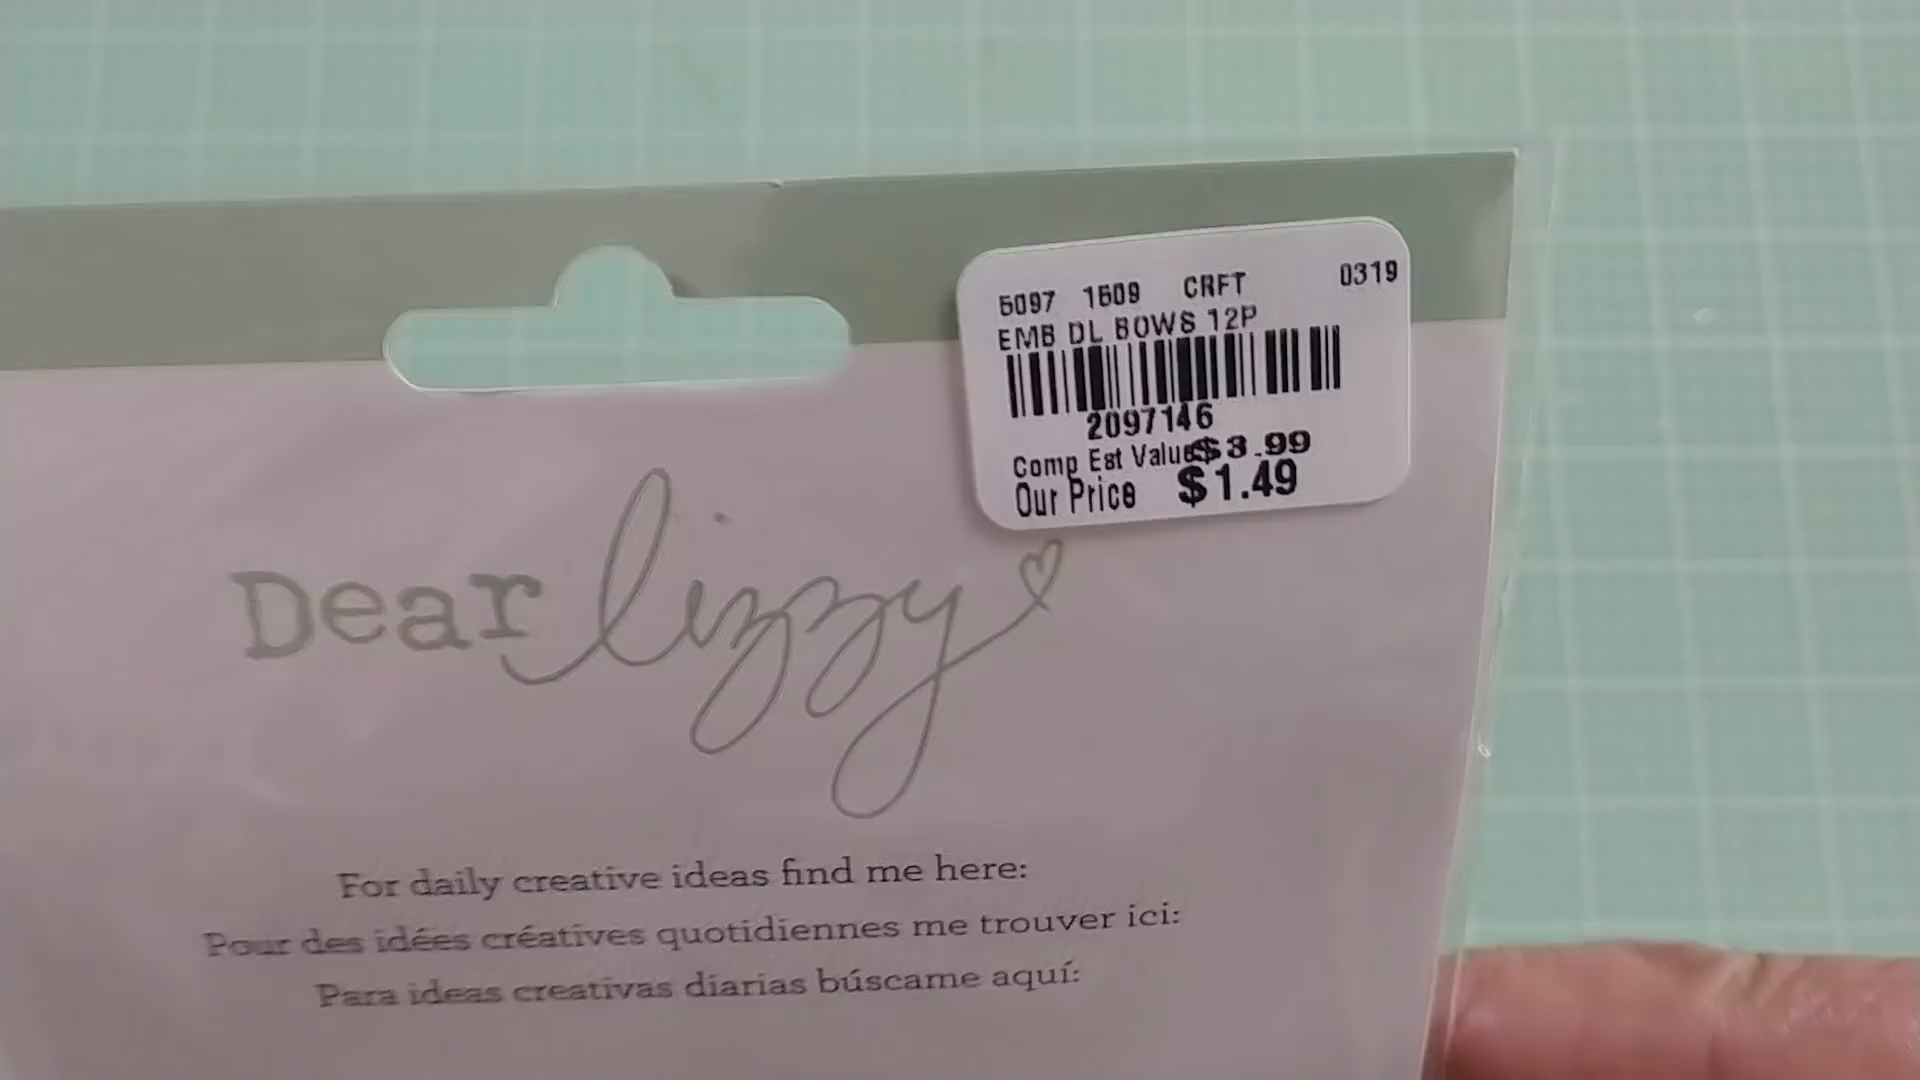 5097 1509 CRFT 0319
EMB DL BOWS 12P
2097146
Comp Est Value $3.99
Our Price $1.49
Dear lizzy
For daily creative ideas find me here:
Pour des idées créatives quotidiennes me trouver ici:
Para ideas creativas diarias búscame aquí: